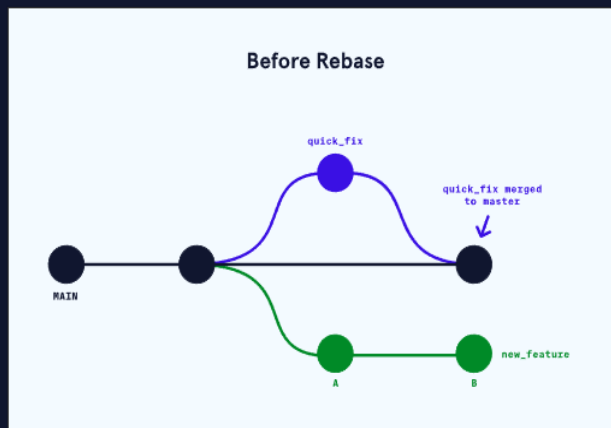 Before Rebase
quick_fix
quick_fix merged
to master
MAIN
new_feature
A
B